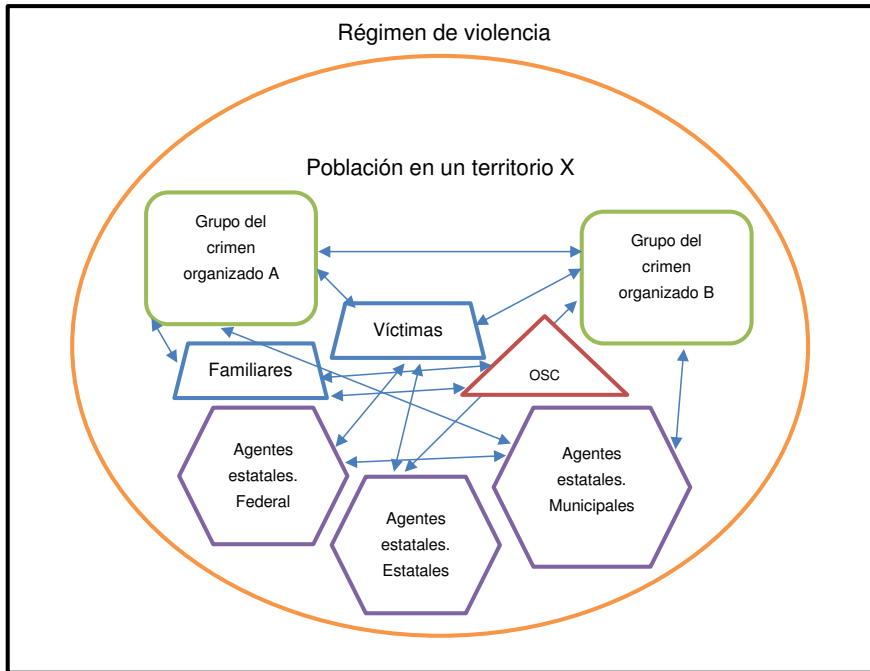 Régimen de violencia
Población en un territorio X
Grupo del
crimen
organizado A
Grupo del
crimen
organizado B
Víctimas
Familiares
OSC
Agentes
estatales.
Federal
Agentes
estatales.
Estatales
Agentes
estatales.
Municipales